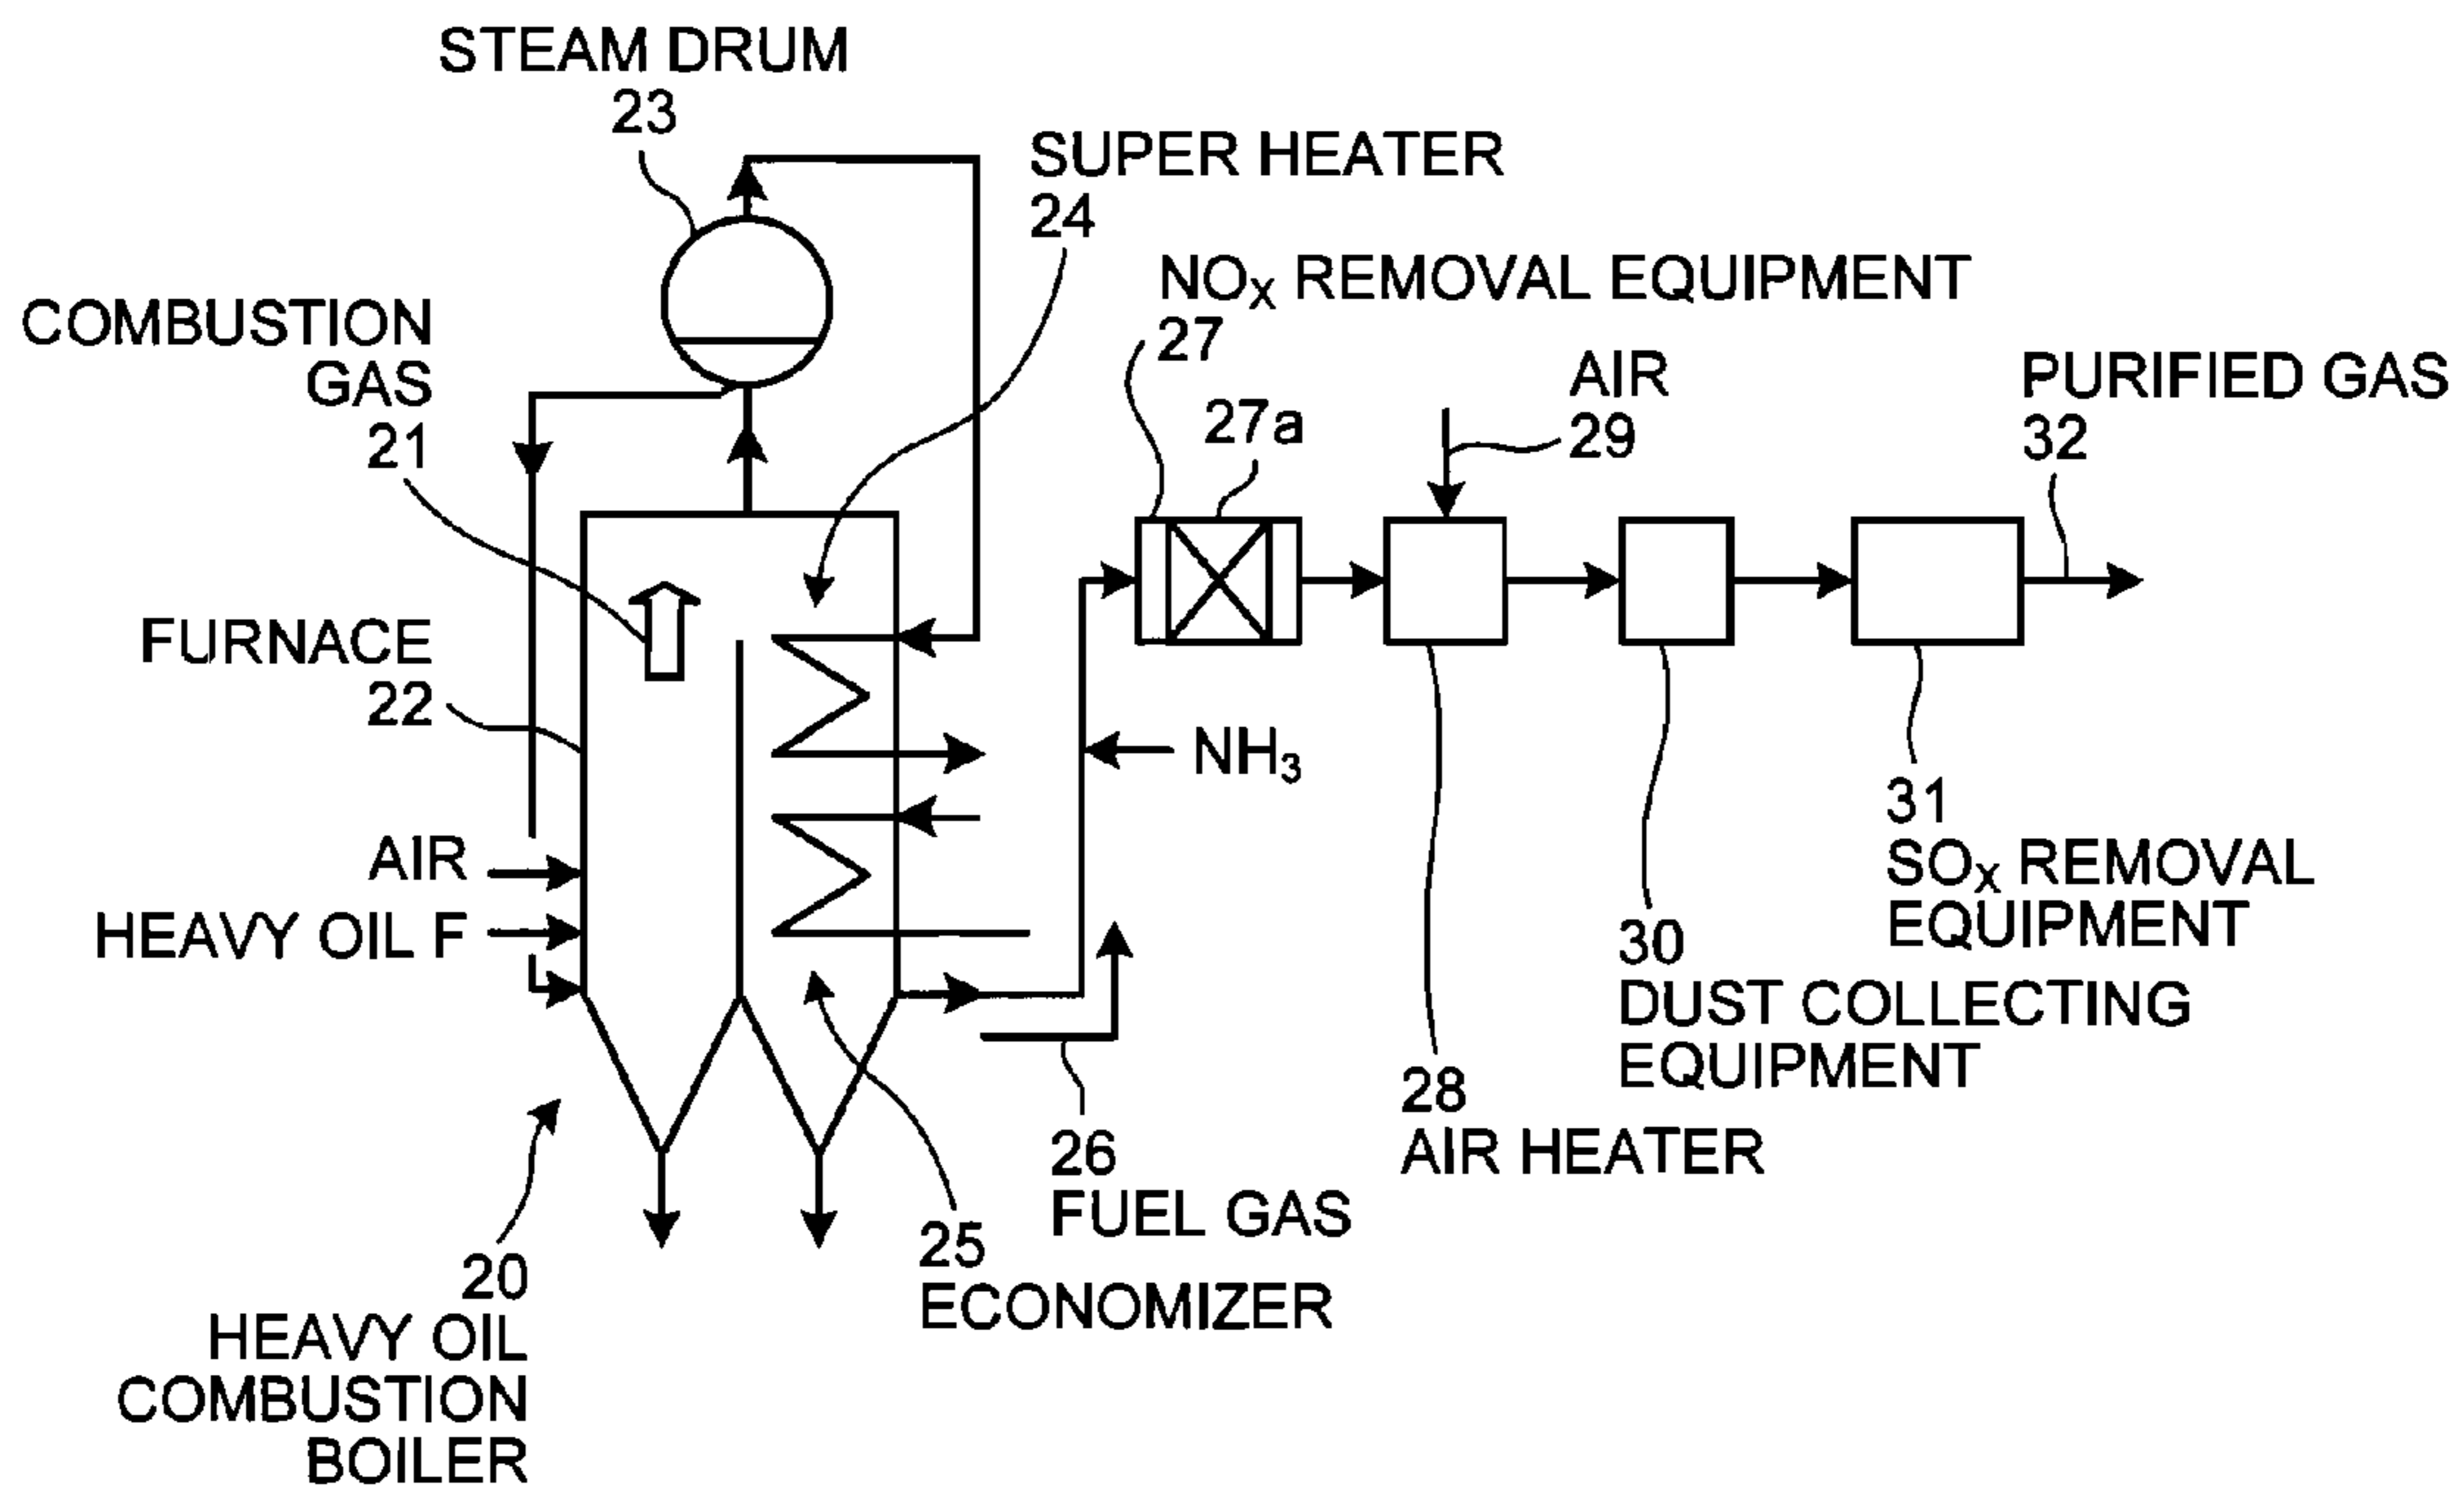 STEAM DRUM
23
SUPER HEATER
24
NOX REMOVAL EQUIPMENT
27
COMBUSTION
GAS
21
27a
AIR
29
PURIFIED GAS
32
FURNACE
22
NH3
AIR
HEAVY OIL F
31
SOX REMOVAL
EQUIPMENT
30
DUST COLLECTING
EQUIPMENT
28
AIR HEATER
26
FUEL GAS
25
ECONOMIZER
20
HEAVY OIL
COMBUSTION
BOILER